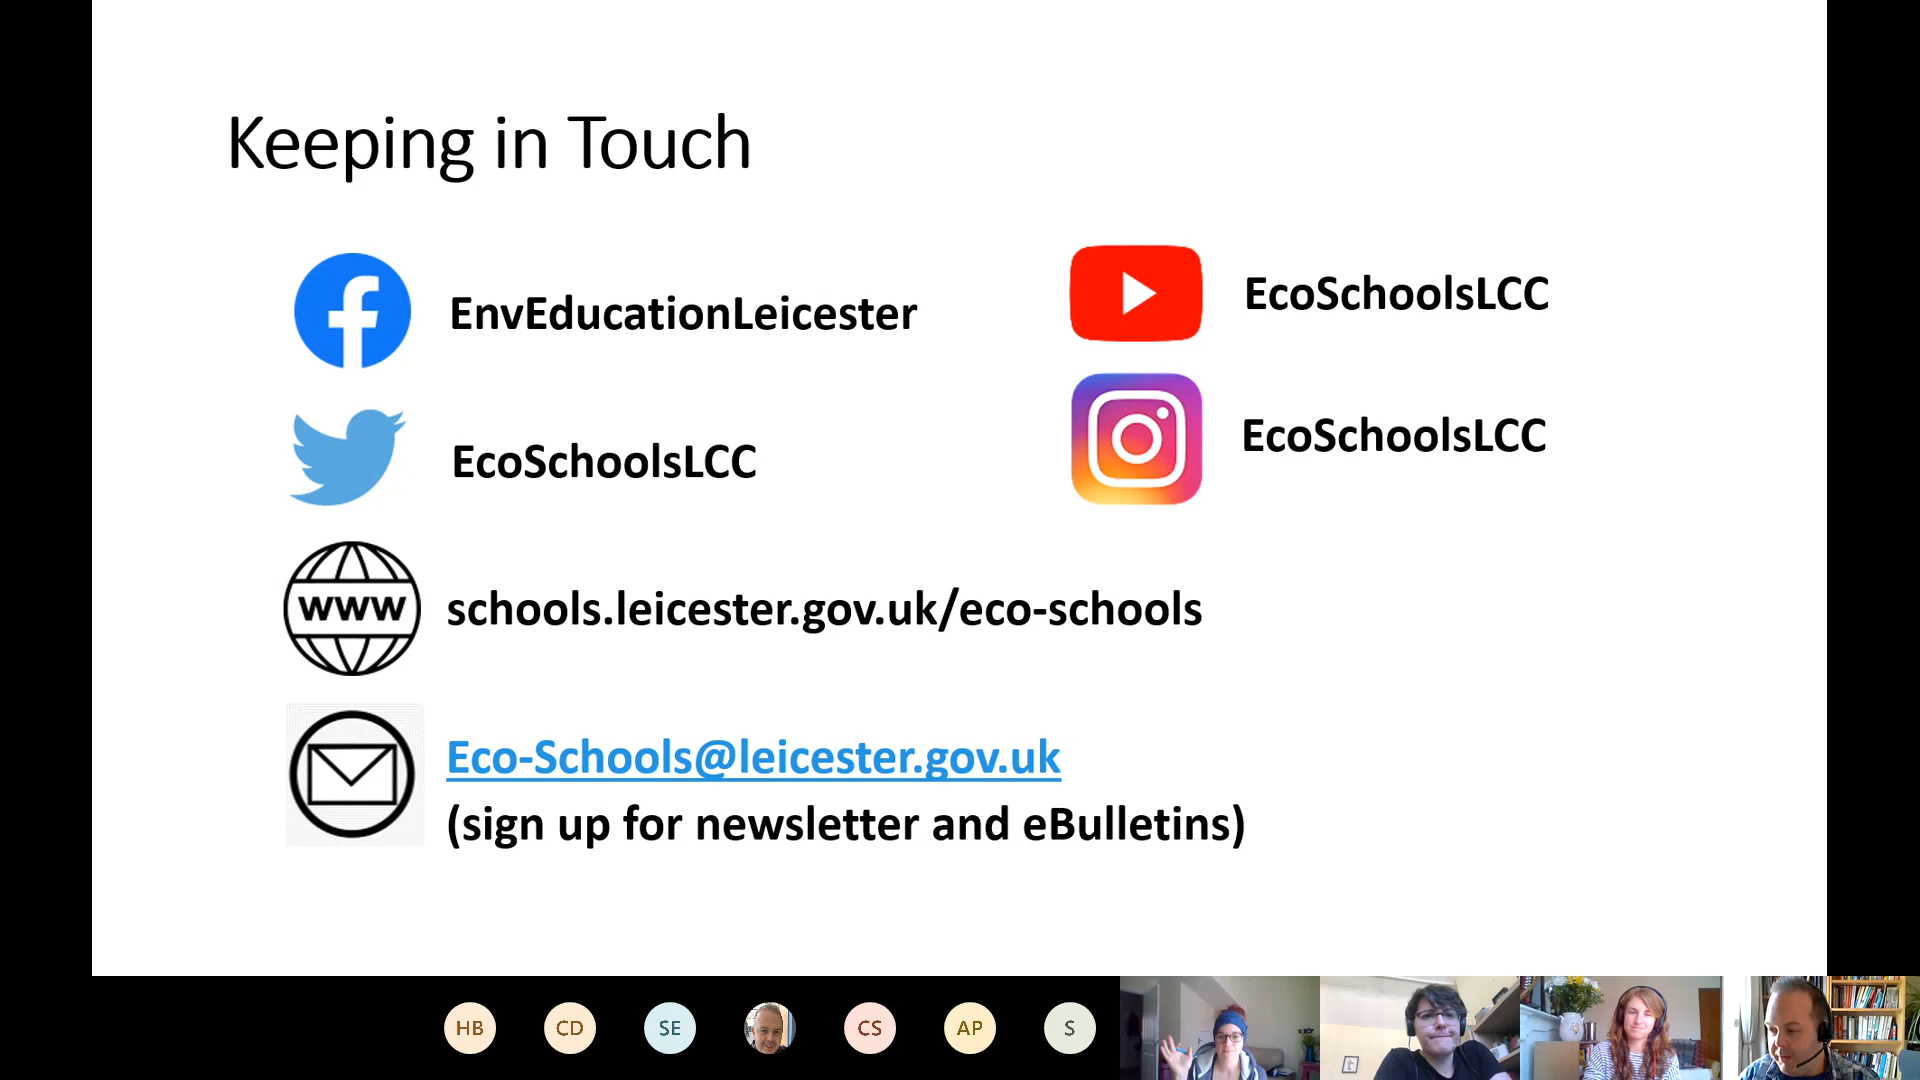 Keeping in Touch
EnvEducationLeicester
EcoSchoolsLCC
EcoSchoolsLCC
EcoSchoolsLCC
WWW
schools.leicester.gov.uk/eco-schools
Eco-Schools@leicester.gov.uk
(sign up for newsletter and eBulletins)
HB
CD
SE
CS
AP
S